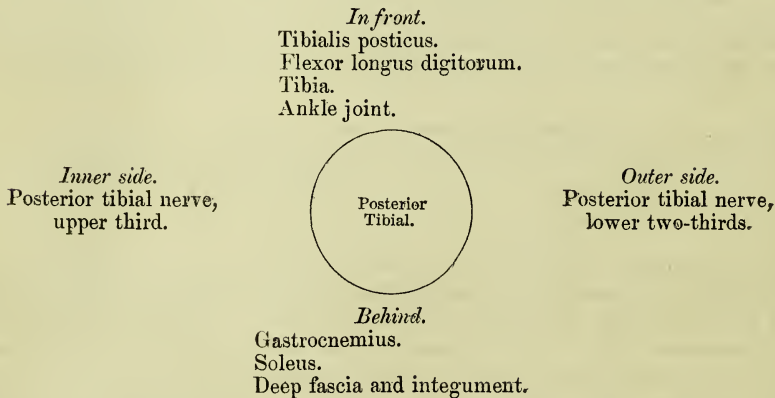 In front.
Tibialis posticus.
Flexor longus digitorum.
Tibia.
Ankle joint.
Inner side.
Posterior tibial nerve,
upper third.
Posterior
Tibial.
Outer side.
Posterior tibial nerve,
lower two-thirds.
Behind.
Gastrocnemius.
Soleus.
Deep fascia and integument.